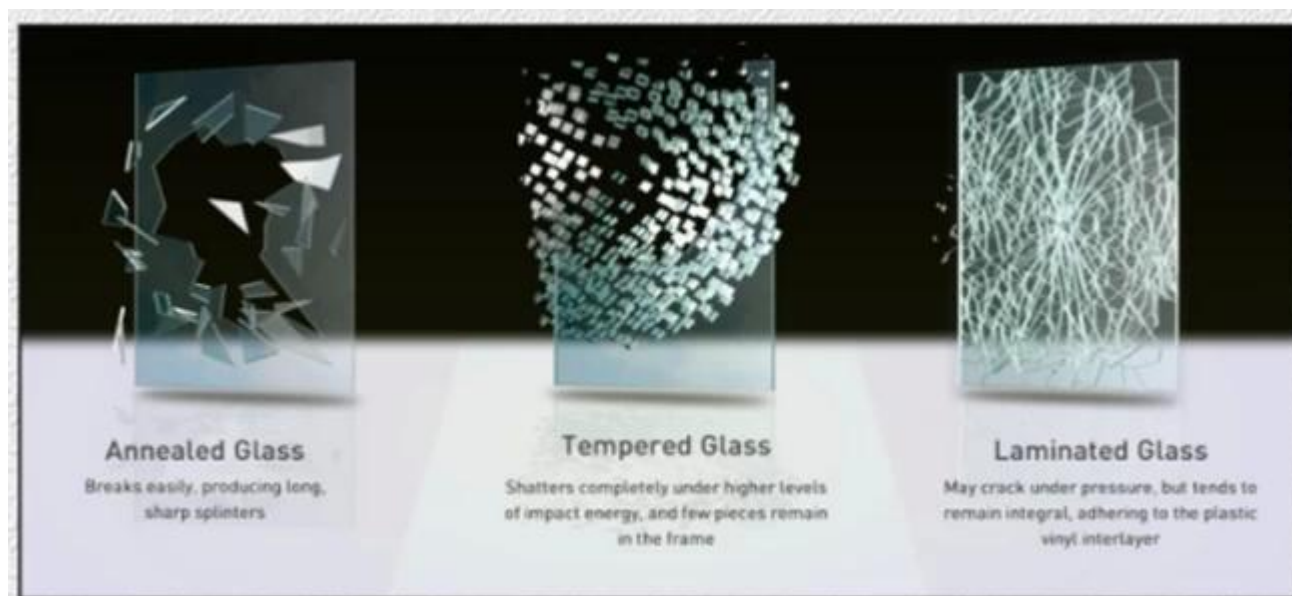 Annealed Glass
Breaks easily, producing long,
sharp splinters
Tempered Glass
Shatters completely under higher levels
of impact energy, and few pieces remain
in the frame
Laminated Glass
May crack under pressure, but tends to
remain integral, adhering to the plastic
vinyl interlayer